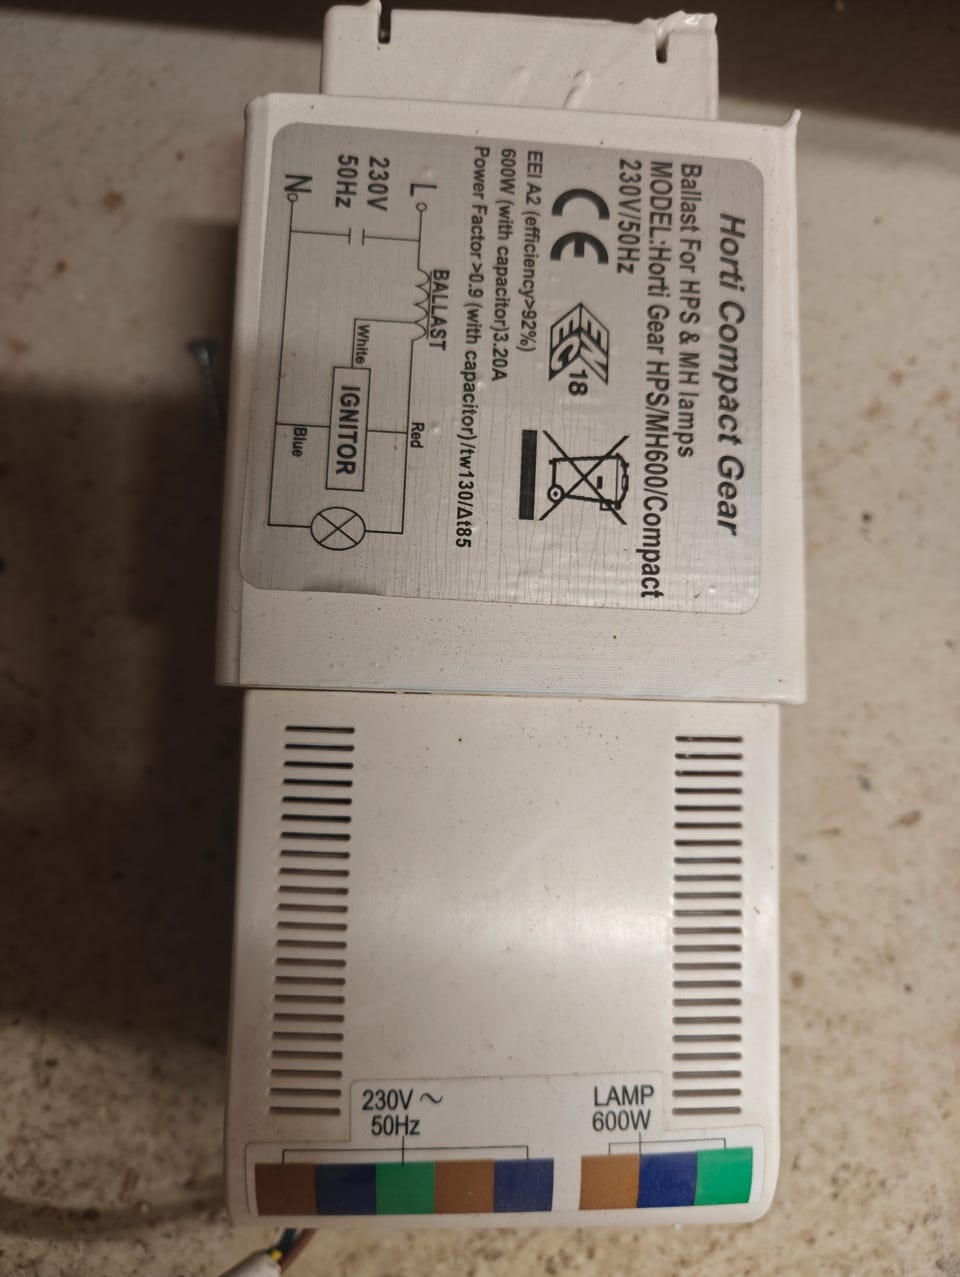 Horti Compact Gear
Ballast For HPS & MH lamps
MODEL:Horti Gear HPS/MH600/Compact
230V/50Hz
CE
ENEC 18
EEI A2 (efficiency>92%)
600W (with capacitor)3.20A
Power Factor>0.9 (with capacitor)/tw130/Δt85
L
BALLAST
Red
230V
50Hz
White
IGNITOR
N
Blue
230V ~
50Hz
LAMP
600W